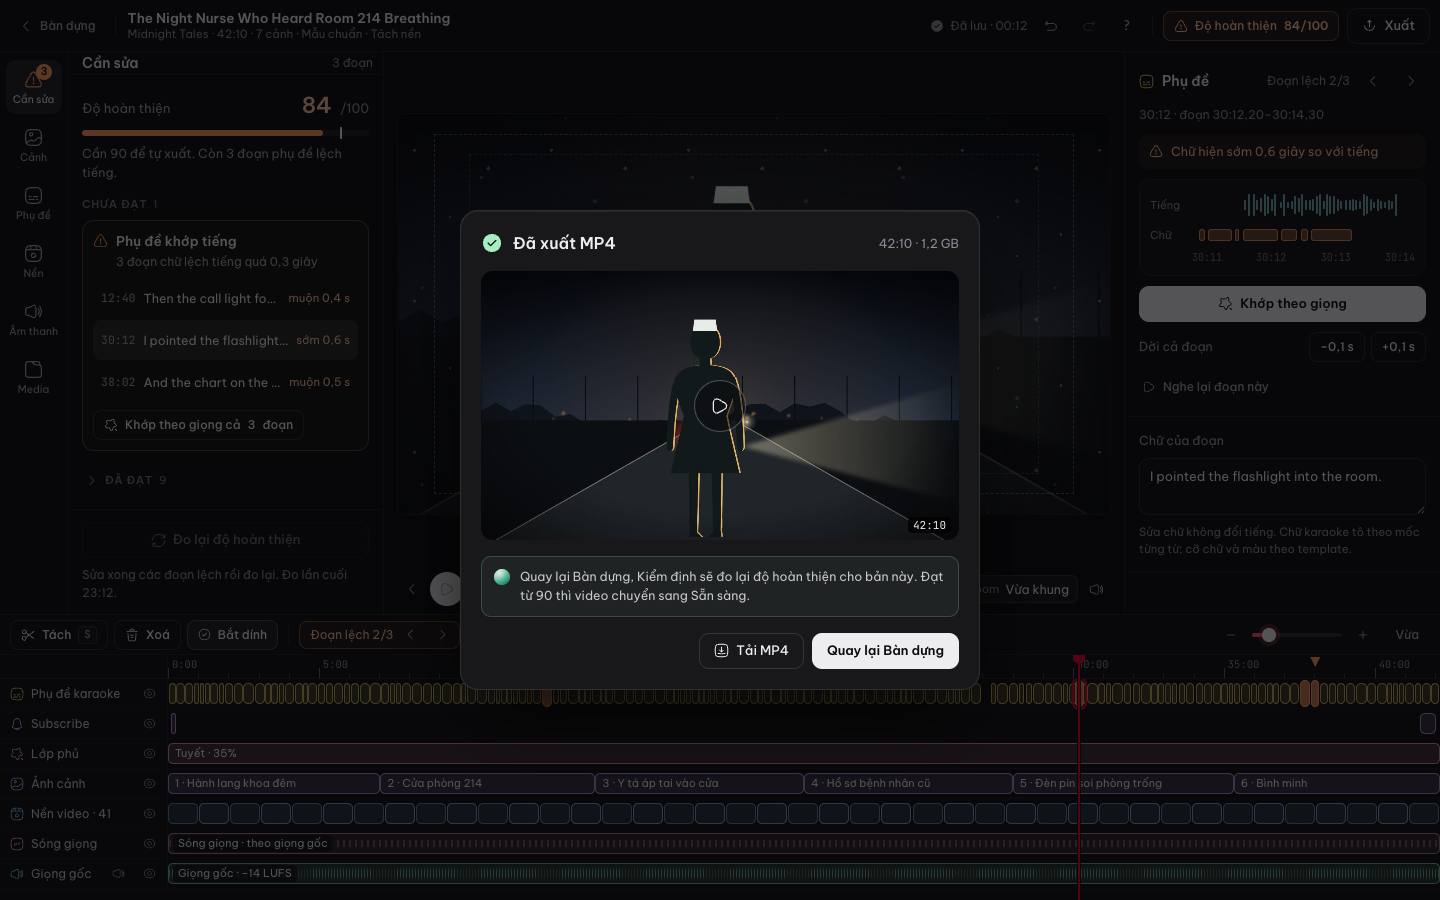 Bàn dựng
The Night Nurse Who Heard Room 214 Breathing
Midnight Tales · 42:10 · 7 cảnh · Mẫu chuẩn · Tách nền
Đã lưu · 00:12
?
Độ hoàn thiện 84/100
Xuất
3
Cần sửa
Cảnh
Phụ đề
Nền
Âm thanh
Media
Cần sửa
3 đoạn
Độ hoàn thiện
84 /100
Cần 90 để tự xuất. Còn 3 đoạn phụ đề lệch
tiếng.
CHƯA ĐẠT 1
Phụ đề khớp tiếng
3 đoạn chữ lệch tiếng quá 0,3 giây
12:40 Then the call light fo... muộn 0,4 s
30:12 I pointed the flashlight... sớm 0,6 s
38:02 And the chart on the ... muộn 0,5 s
Khớp theo giọng cả 3 đoạn
ĐÃ ĐẠT 9
Đo lại độ hoàn thiện
Sửa xong các đoạn lệch rồi đo lại. Đo lần cuối
23:12.
Đã xuất MP4
42:10 · 1,2 GB
42:10
Quay lại Bàn dựng, Kiểm định sẽ đo lại độ hoàn thiện cho bản này. Đạt
từ 90 thì video chuyển sang Sẵn sàng.
Tải MP4
Quay lại Bàn dựng
Vừa khung
Phụ đề
Đoạn lệch 2/3
30:12 · đoạn 30:12,20–30:14,30
Chữ hiện sớm 0,6 giây so với tiếng
Tiếng
Chữ
30:11 30:12 30:13 30:14
Khớp theo giọng
Dời cả đoạn
−0,1 s
+0,1 s
Nghe lại đoạn này
Chữ của đoạn
I pointed the flashlight into the room.
Sửa chữ không đổi tiếng. Chữ karaoke tô theo mốc
từng từ; cỡ chữ và màu theo template.
Tách S
Xoá
Bắt dính
Đoạn lệch 2/3
Vừa
0:00 5:00 35:00 40:00
Phụ đề karaoke
Subscribe
Lớp phủ
Tuyết · 35%
Ảnh cảnh
1 · Hành lang khoa đêm
2 · Cửa phòng 214
3 · Y tá áp tai vào cửa
4 · Hồ sơ bệnh nhân cũ
5 · Đèn pin soi phòng trống
6 · Bình minh
Nền video · 41
Sóng giọng
Sóng giọng · theo giọng gốc
Giọng gốc
Giọng gốc · −14 LUFS